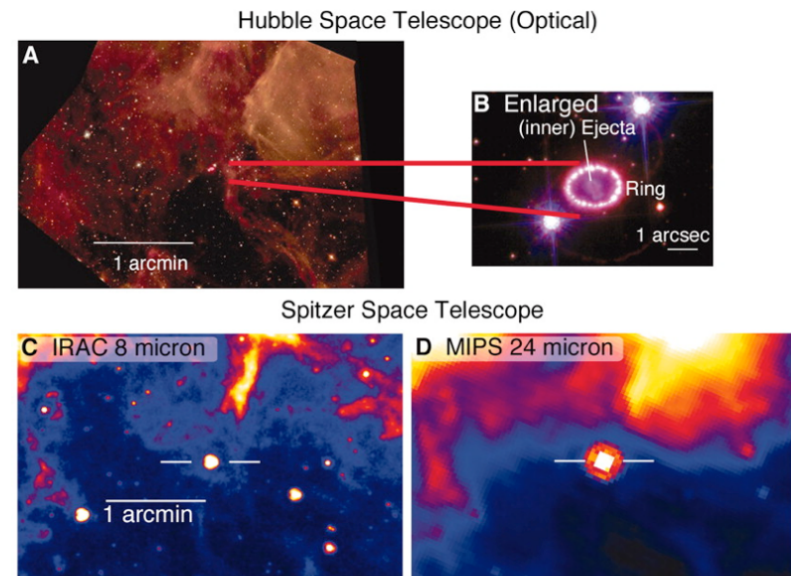 Hubble Space Telescope (Optical)
A
1 arcmin
B Enlarged
(inner) Ejecta
Ring
1 arcsec
Spitzer Space Telescope
C IRAC 8 micron
1 arcmin
D MIPS 24 micron